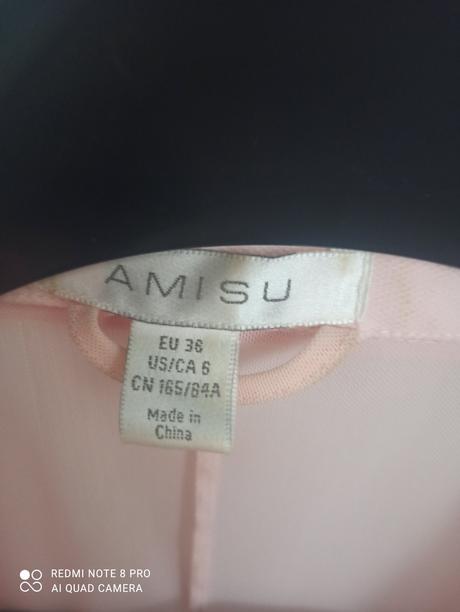 AMISU
EU 36
US/CA 6
CN 165/84A
Made in
China
REDMI NOTE 8 PRO
AI QUAD CAMERA